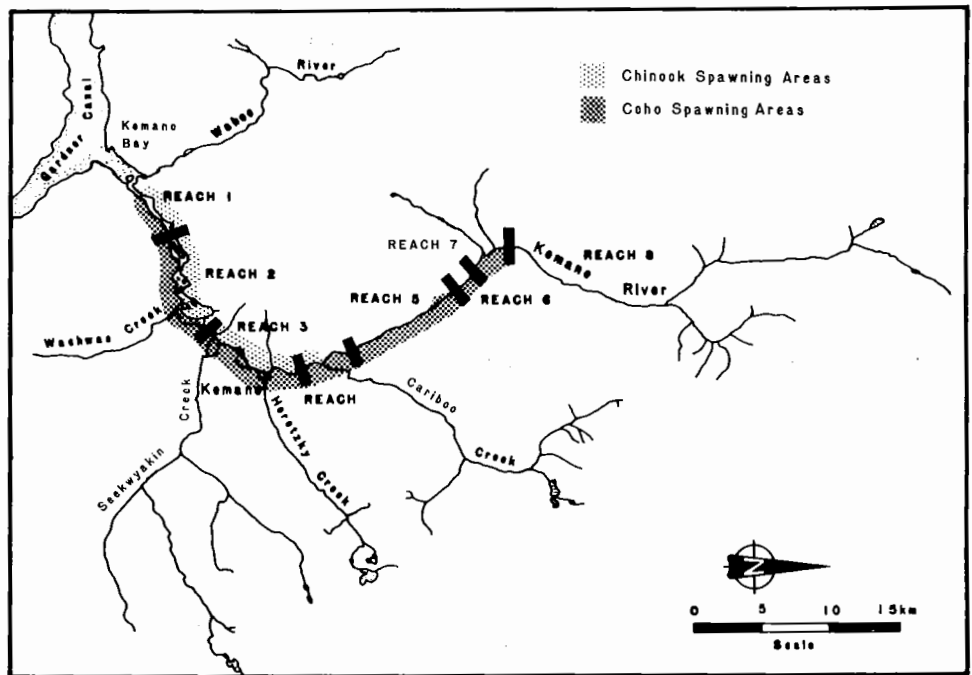 River
Chinook Spawning Areas
Coho Spawning Areas
Gardner Canal
Kemano
Bay
Wahoo
REACH 1
REACH 7
Kemano
REACH 8
River
REACH 2
REACH 5
REACH 6
Wachwas Creek
REACH 3
Kemano
REACH
Cariboo
Creek
Creek
Seekwyakin
Horetzky Creek
N
0 5 10 15km
Scale